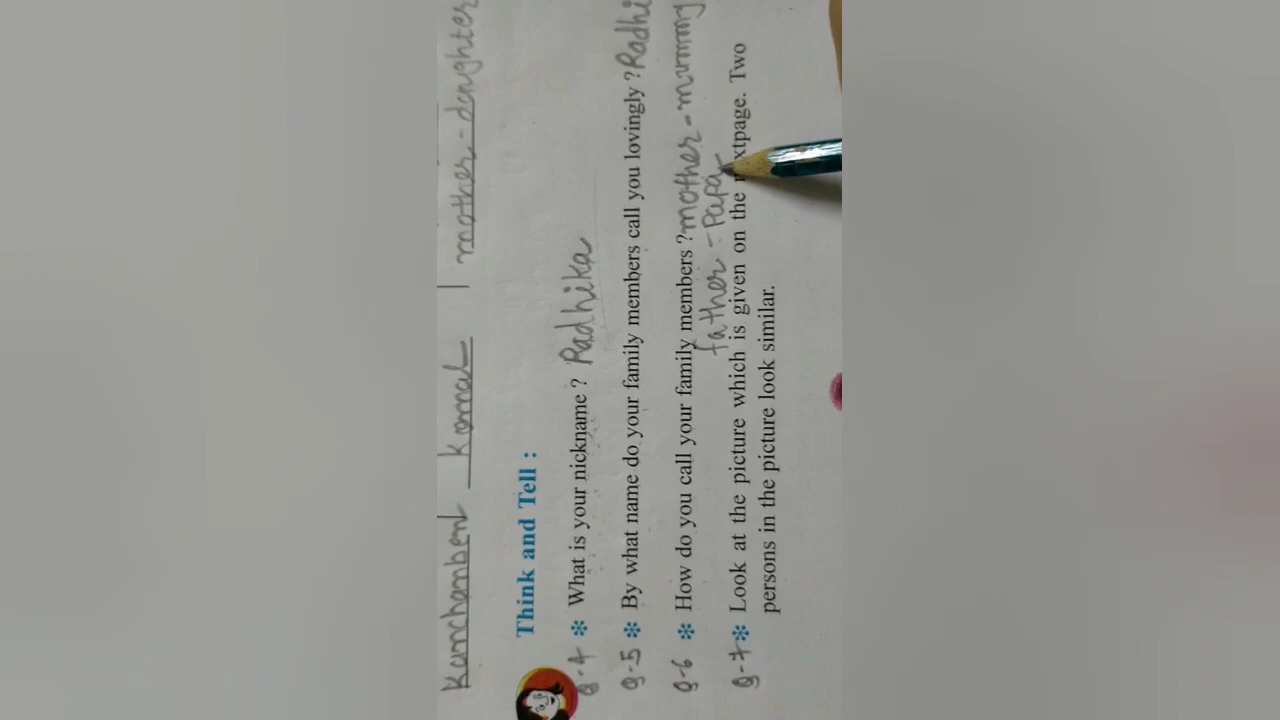 Kanchanben komal mother-daughter
Think and Tell :
Q-4 * What is your nickname ? Radhika
Q-5 * By what name do your family members call you lovingly ? Radhi
Q-6 * How do you call your family members ? mother - mummy
father - Papa
Q-7 * Look at the picture which is given on the page. Two
persons in the picture look similar.